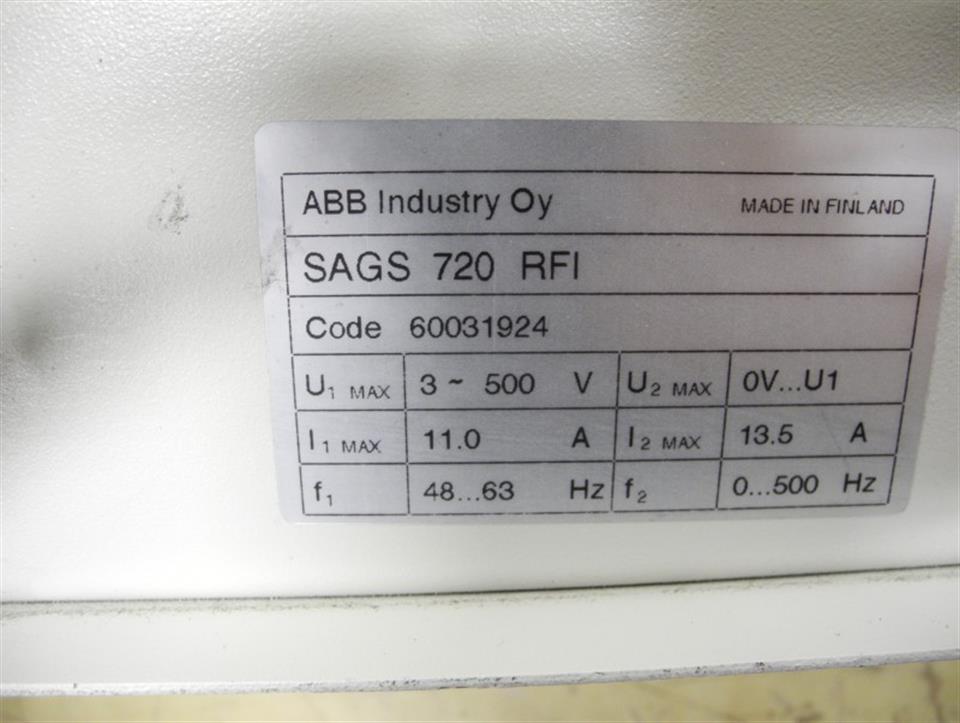 ABB Industry Oy MADE IN FINLAND
SAGS 720 RFI
Code 60031924
U1 MAX 3 ~ 500 V U2 MAX 0V...U1
I1 MAX 11.0 A I2 MAX 13.5 A
f1 48...63 Hz f2 0...500 Hz